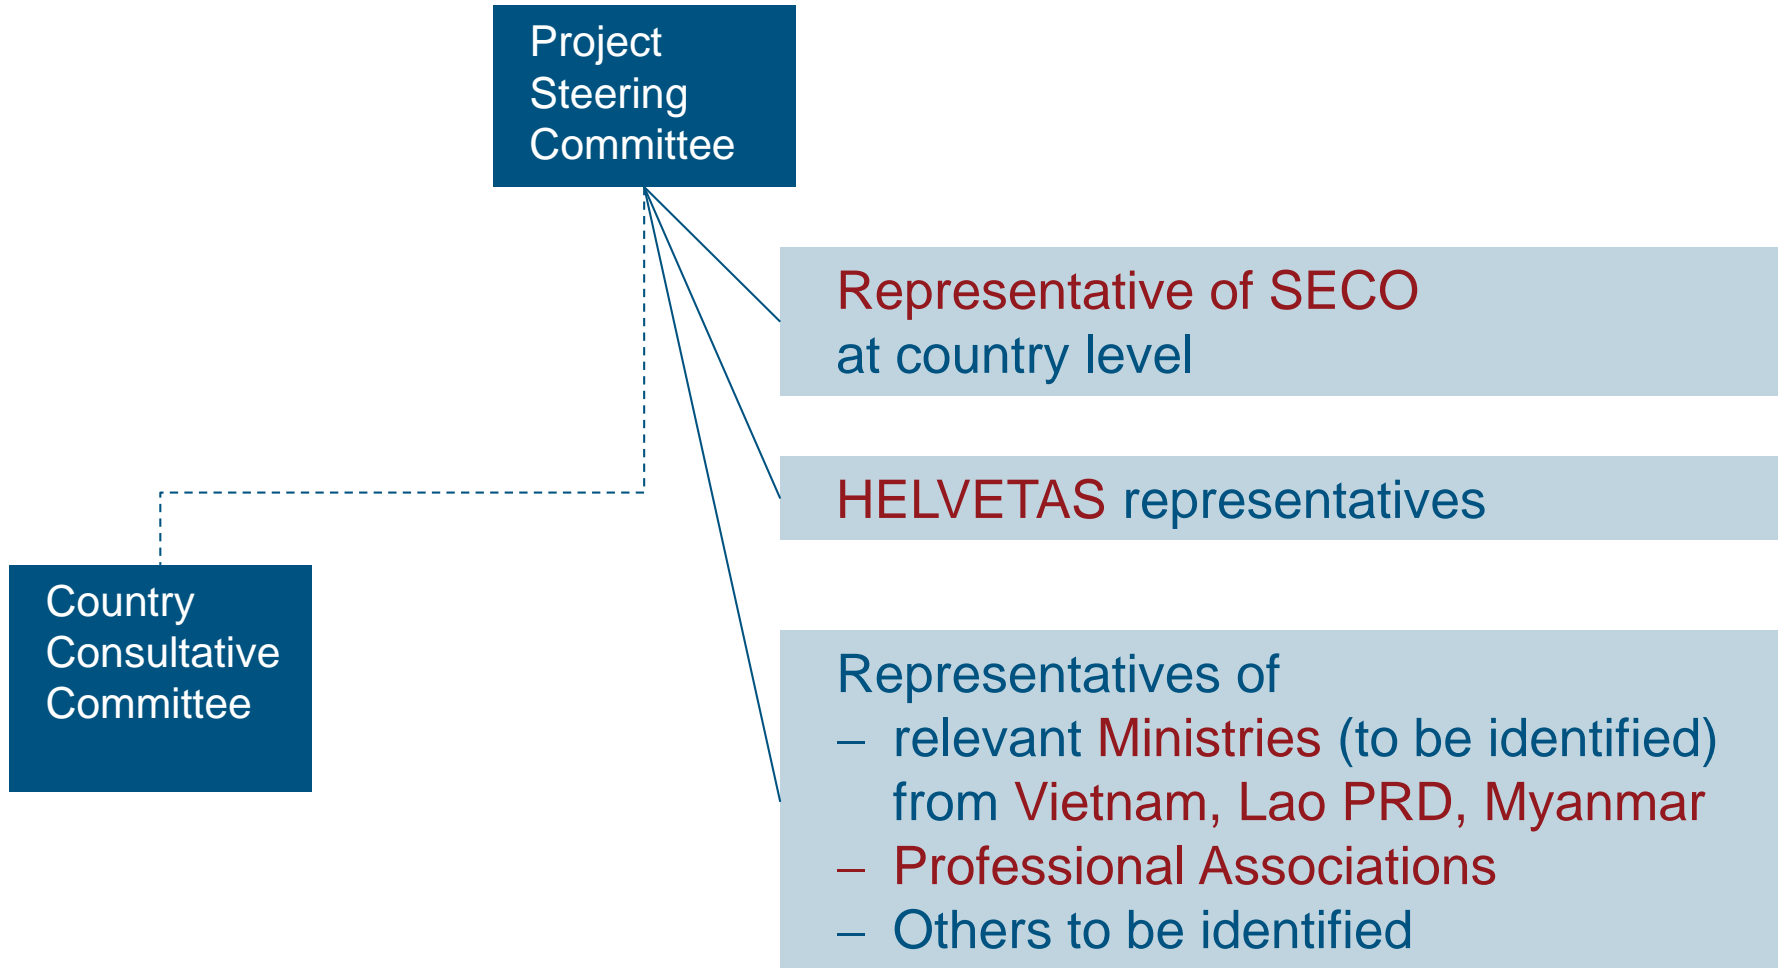 Project
Steering
Committee
Representative of SECO
at country level
HELVETAS representatives
Country
Consultative
Committee
Representatives of
– relevant Ministries (to be identified)
from Vietnam, Lao PRD, Myanmar
– Professional Associations
– Others to be identified